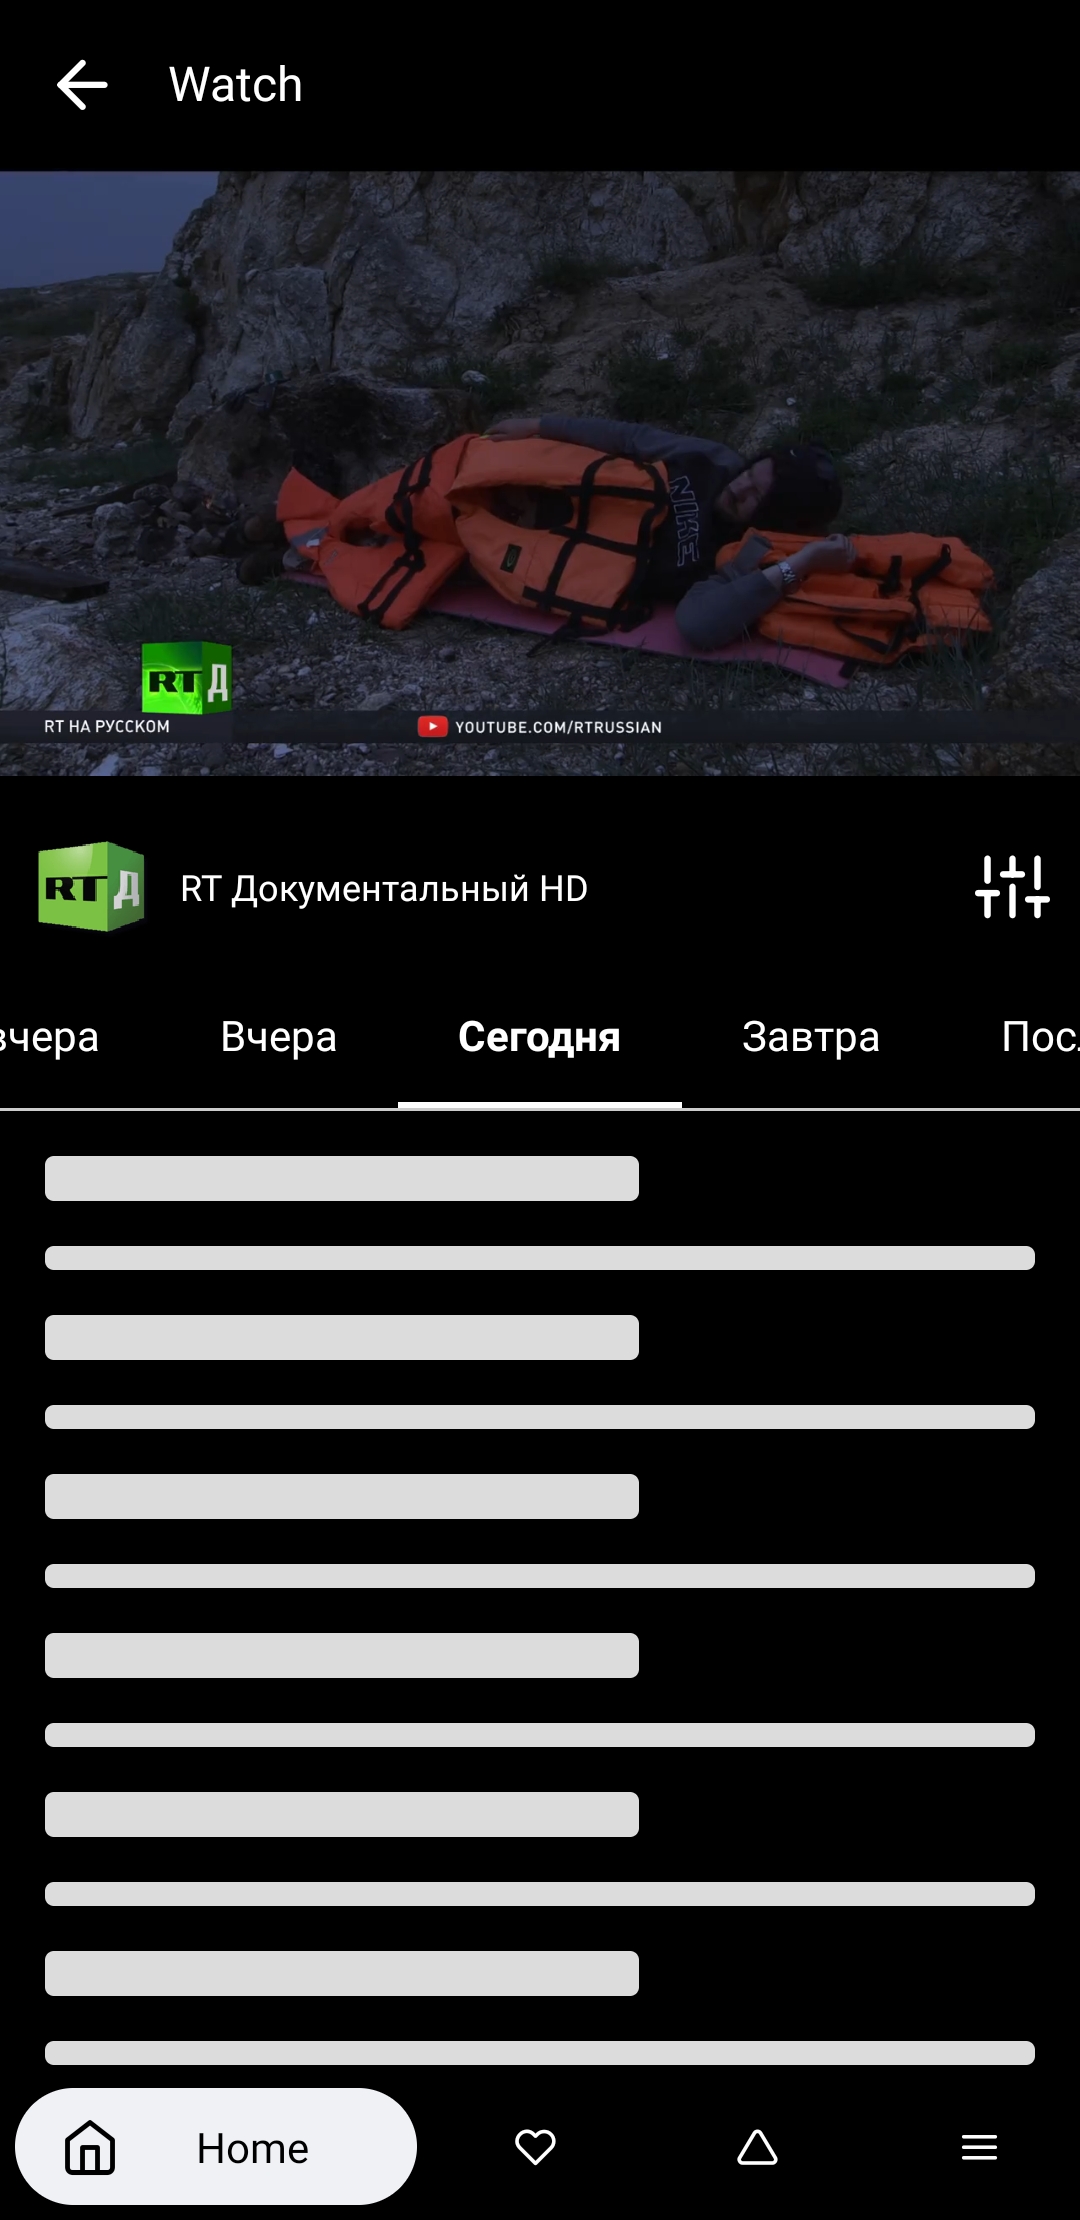 Watch
NIKE
RT Д
RT НА РУССКОМ
YOUTUBE.COM/RTRUSSIAN
RT Д
RT Документальный HD
вчера Вчера Сегодня Завтра Пос
Home